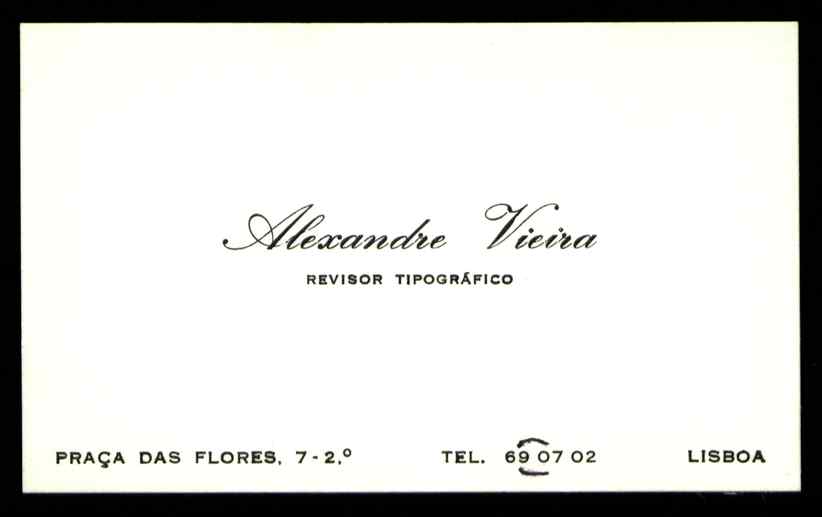 Alexandre Vieira
REVISOR TIPOGRÁFICO
PRAÇA DAS FLORES, 7-2,º TEL. 69 07 02 LISBOA